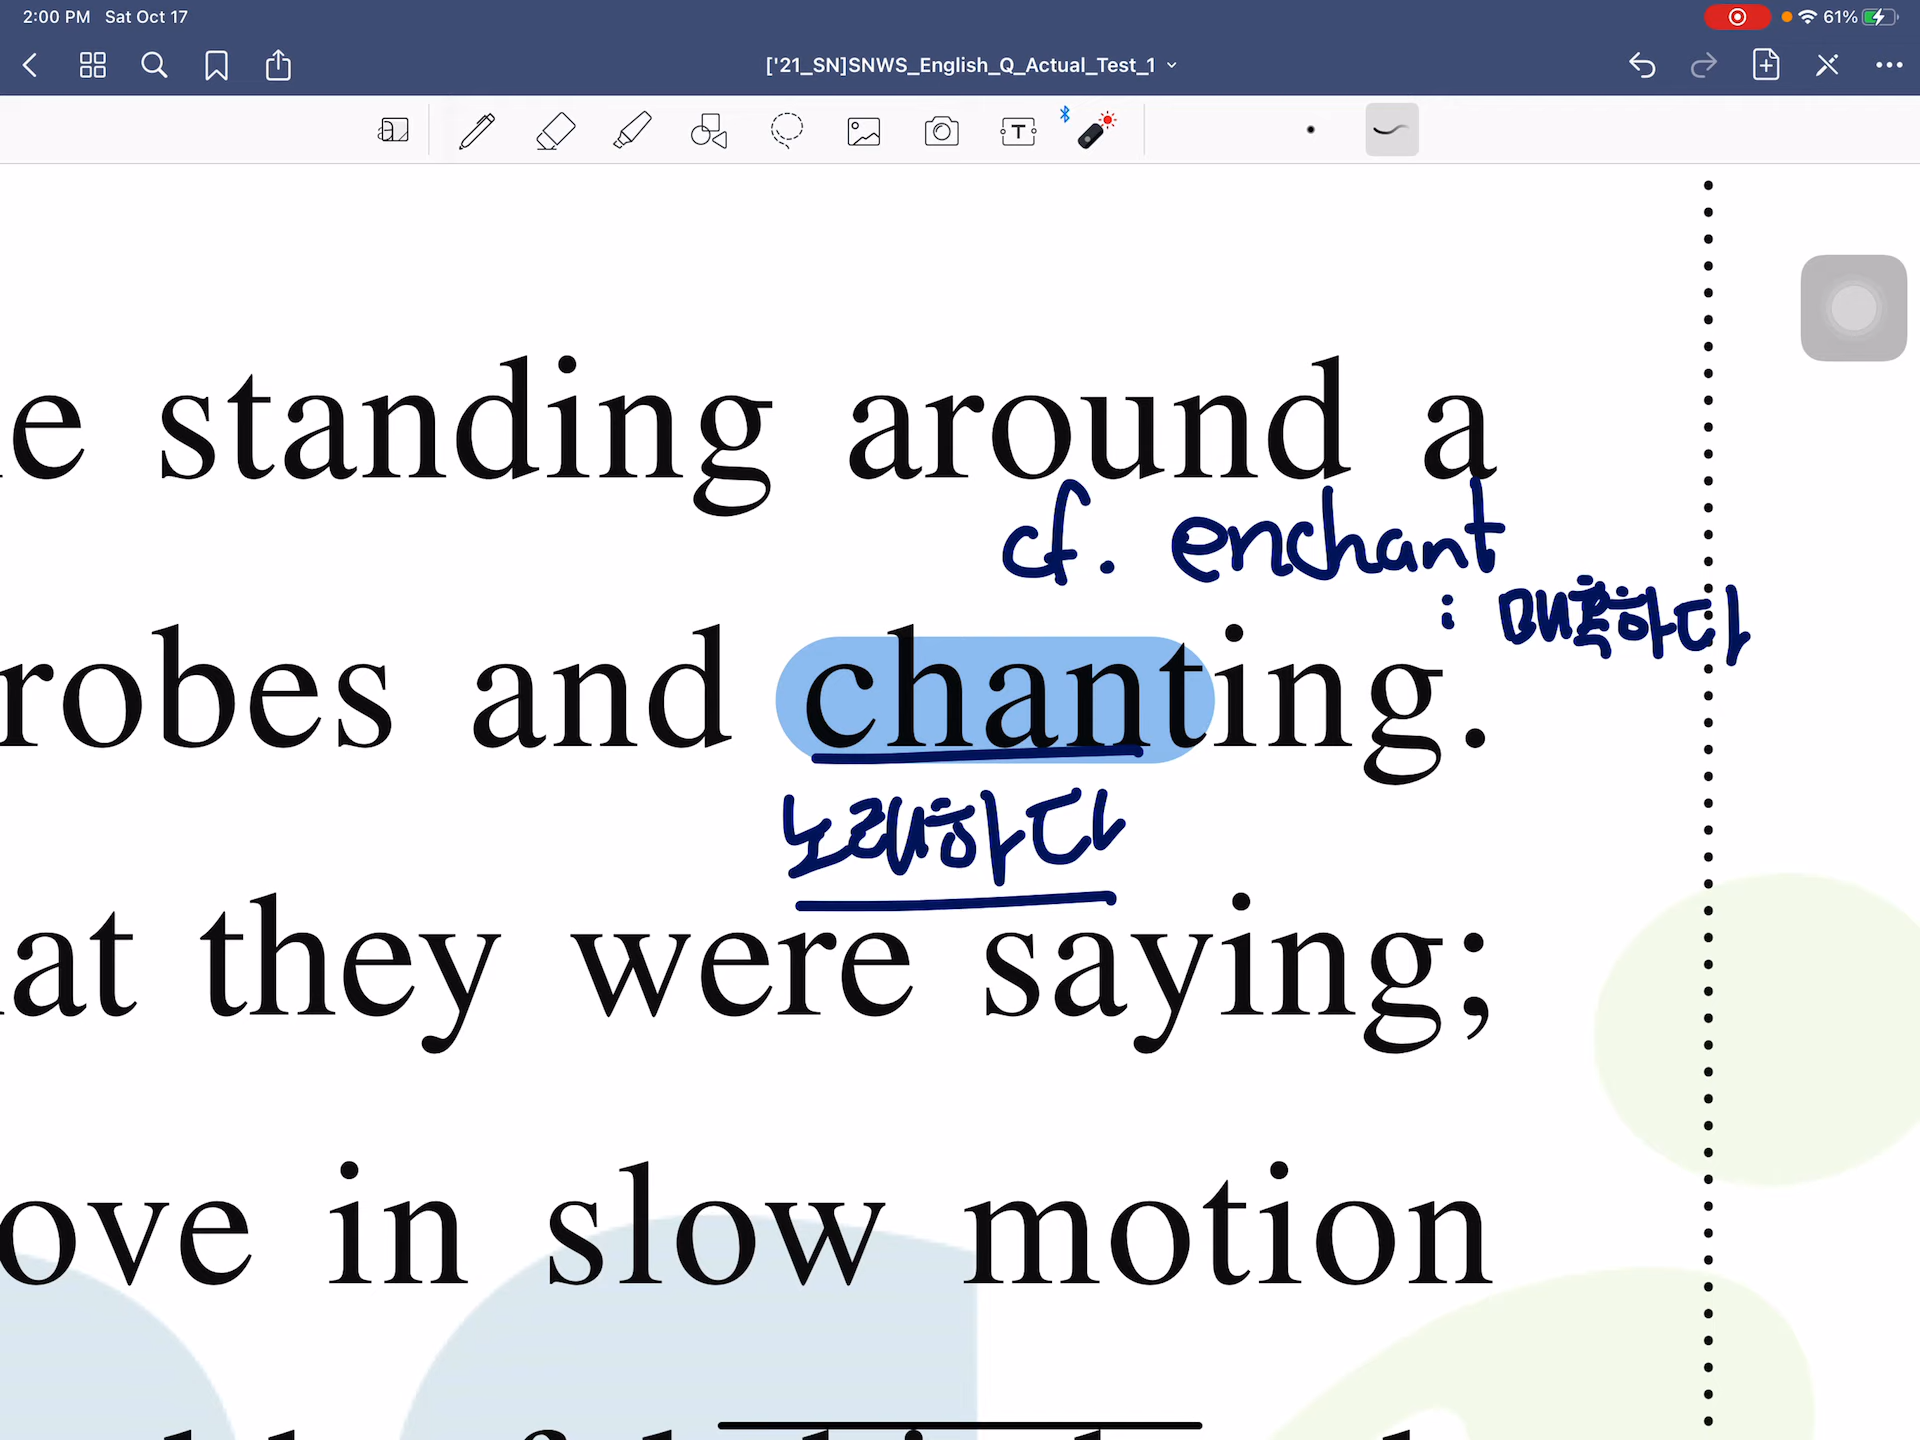 2:00 PM Sat Oct 17
61%
['21_SN]SNWS_English_Q_Actual_Test_1
e standing around a
cf. enchant
: 매혹하다
robes and chanting.
노래하다
at they were saying;
ove in slow motion